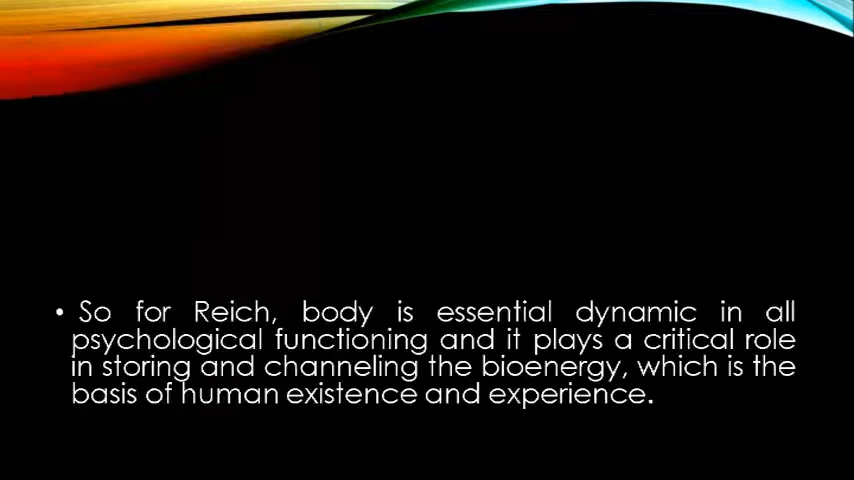 • So for Reich, body is essential dynamic in all
psychological functioning and it plays a critical role
in storing and channeling the bioenergy, which is the
basis of human existence and experience.